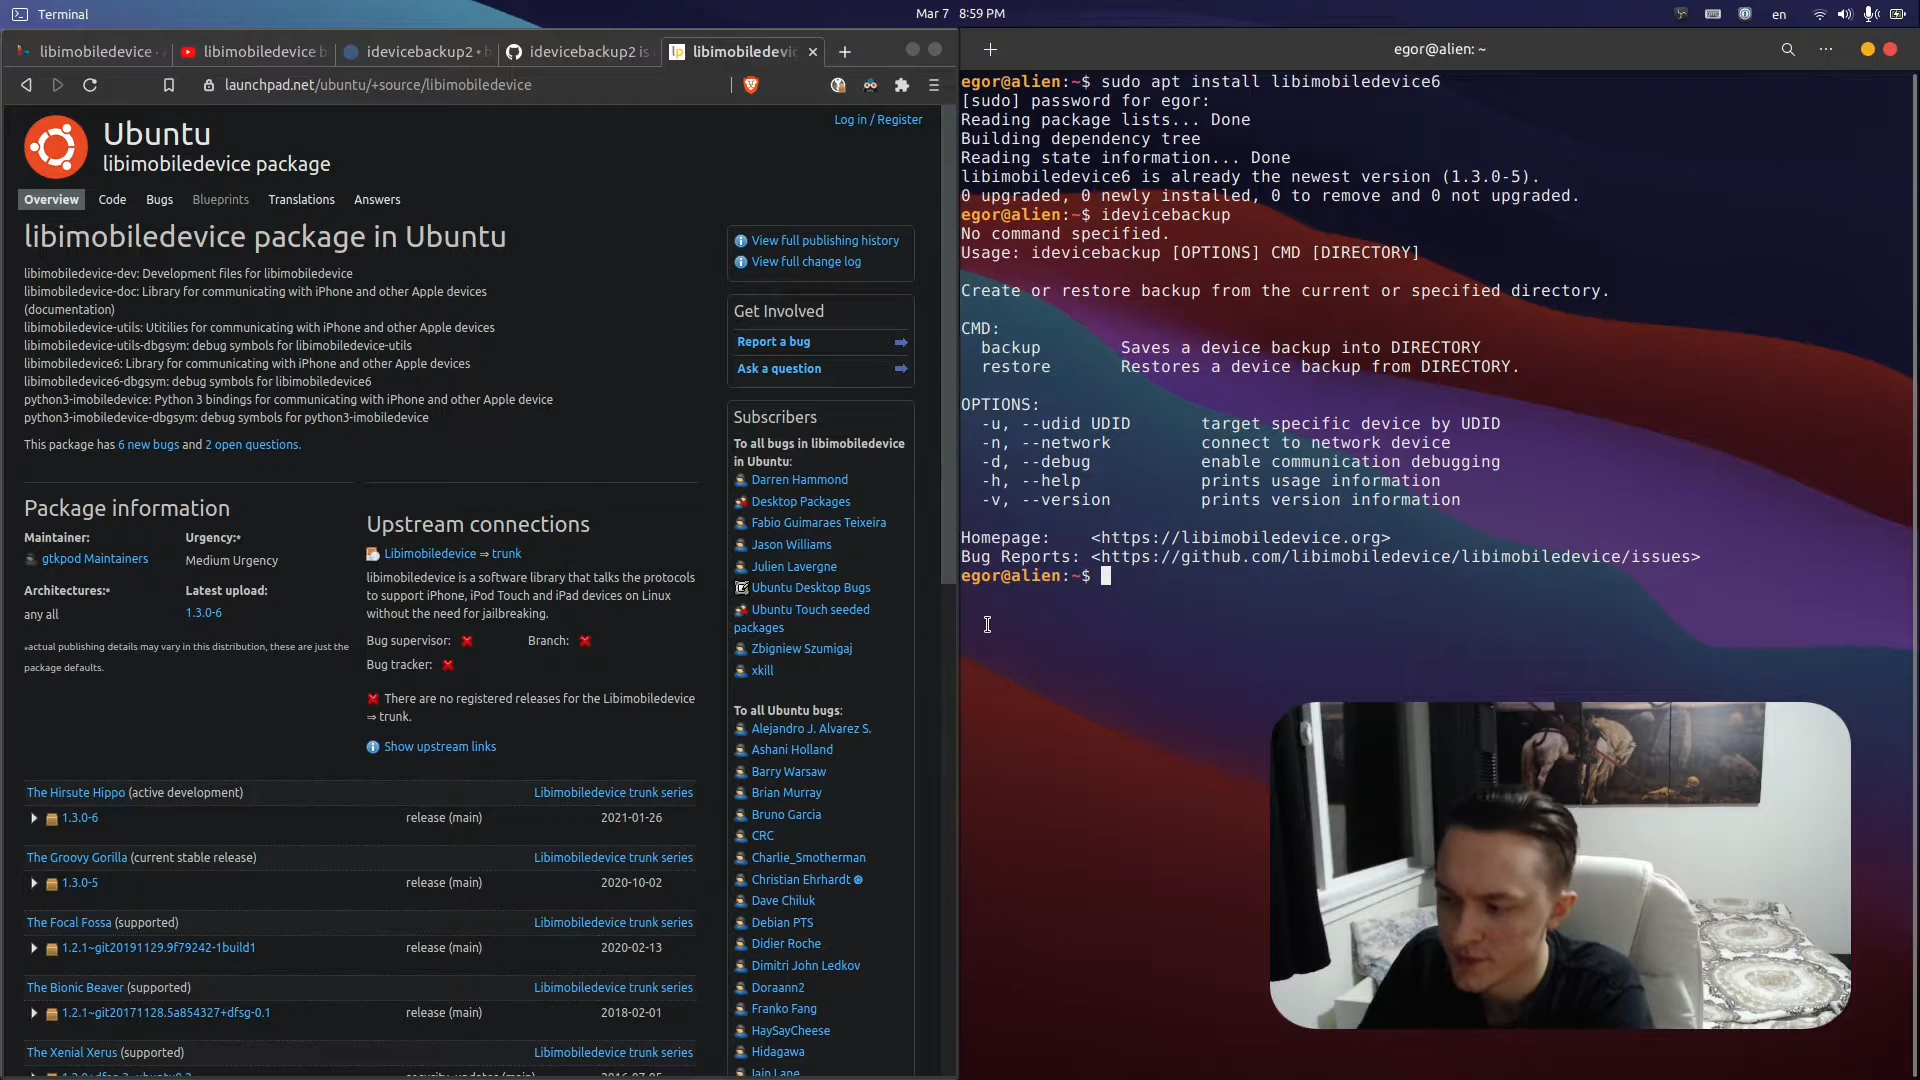 Terminal
Mar 7 8:59 PM
en
libimobiledevice ·
libimobiledevice b
idevicebackup2 • h
idevicebackup2 is
libimobiledevic
launchpad.net/ubuntu/+source/libimobiledevice
Log in / Register
Ubuntu
libimobiledevice package
Overview Code Bugs Blueprints Translations Answers
libimobiledevice package in Ubuntu
libimobiledevice-dev: Development files for libimobiledevice
libimobiledevice-doc: Library for communicating with iPhone and other Apple devices
(documentation)
libimobiledevice-utils: Utitilies for communicating with iPhone and other Apple devices
libimobiledevice-utils-dbgsym: debug symbols for libimobiledevice-utils
libimobiledevice6: Library for communicating with iPhone and other Apple devices
libimobiledevice6-dbgsym: debug symbols for libimobiledevice6
python3-imobiledevice: Python 3 bindings for communicating with iPhone and other Apple device
python3-imobiledevice-dbgsym: debug symbols for python3-imobiledevice
This package has 6 new bugs and 2 open questions.
Package information
Maintainer:
gtkpod Maintainers
Urgency:*
Medium Urgency
Architectures:*
any all
Latest upload:
1.3.0-6
*actual publishing details may vary in this distribution, these are just the
package defaults.
Upstream connections
Libimobiledevice ⇒ trunk
libimobiledevice is a software library that talks the protocols
to support iPhone, iPod Touch and iPad devices on Linux
without the need for jailbreaking.
Bug supervisor: Branch:
Bug tracker:
There are no registered releases for the Libimobiledevice
⇒ trunk.
Show upstream links
The Hirsute Hippo (active development) Libimobiledevice trunk series
1.3.0-6 release (main) 2021-01-26
The Groovy Gorilla (current stable release) Libimobiledevice trunk series
1.3.0-5 release (main) 2020-10-02
The Focal Fossa (supported) Libimobiledevice trunk series
1.2.1~git20191129.9f79242-1build1 release (main) 2020-02-13
The Bionic Beaver (supported) Libimobiledevice trunk series
1.2.1~git20171128.5a854327+dfsg-0.1 release (main) 2018-02-01
The Xenial Xerus (supported) Libimobiledevice trunk series
View full publishing history
View full change log
Get Involved
Report a bug
Ask a question
Subscribers
To all bugs in libimobiledevice
in Ubuntu:
Darren Hammond
Desktop Packages
Fabio Guimaraes Teixeira
Jason Williams
Julien Lavergne
Ubuntu Desktop Bugs
Ubuntu Touch seeded
packages
Zbigniew Szumigaj
xkill
To all Ubuntu bugs:
Alejandro J. Alvarez S.
Ashani Holland
Barry Warsaw
Brian Murray
Bruno Garcia
CRC
Charlie_Smotherman
Christian Ehrhardt
Dave Chiluk
Debian PTS
Didier Roche
Dimitri John Ledkov
Doraann2
Franko Fang
HaySayCheese
Hidagawa
Iain Lane
egor@alien: ~
egor@alien:~$ sudo apt install libimobiledevice6
[sudo] password for egor:
Reading package lists... Done
Building dependency tree
Reading state information... Done
libimobiledevice6 is already the newest version (1.3.0-5).
0 upgraded, 0 newly installed, 0 to remove and 0 not upgraded.
egor@alien:~$ idevicebackup
No command specified.
Usage: idevicebackup [OPTIONS] CMD [DIRECTORY]
Create or restore backup from the current or specified directory.
CMD:
backup Saves a device backup into DIRECTORY
restore Restores a device backup from DIRECTORY.
OPTIONS:
-u, --udid UDID target specific device by UDID
-n, --network connect to network device
-d, --debug enable communication debugging
-h, --help prints usage information
-v, --version prints version information
Homepage: <https://libimobiledevice.org>
Bug Reports: <https://github.com/libimobiledevice/libimobiledevice/issues>
egor@alien:~$